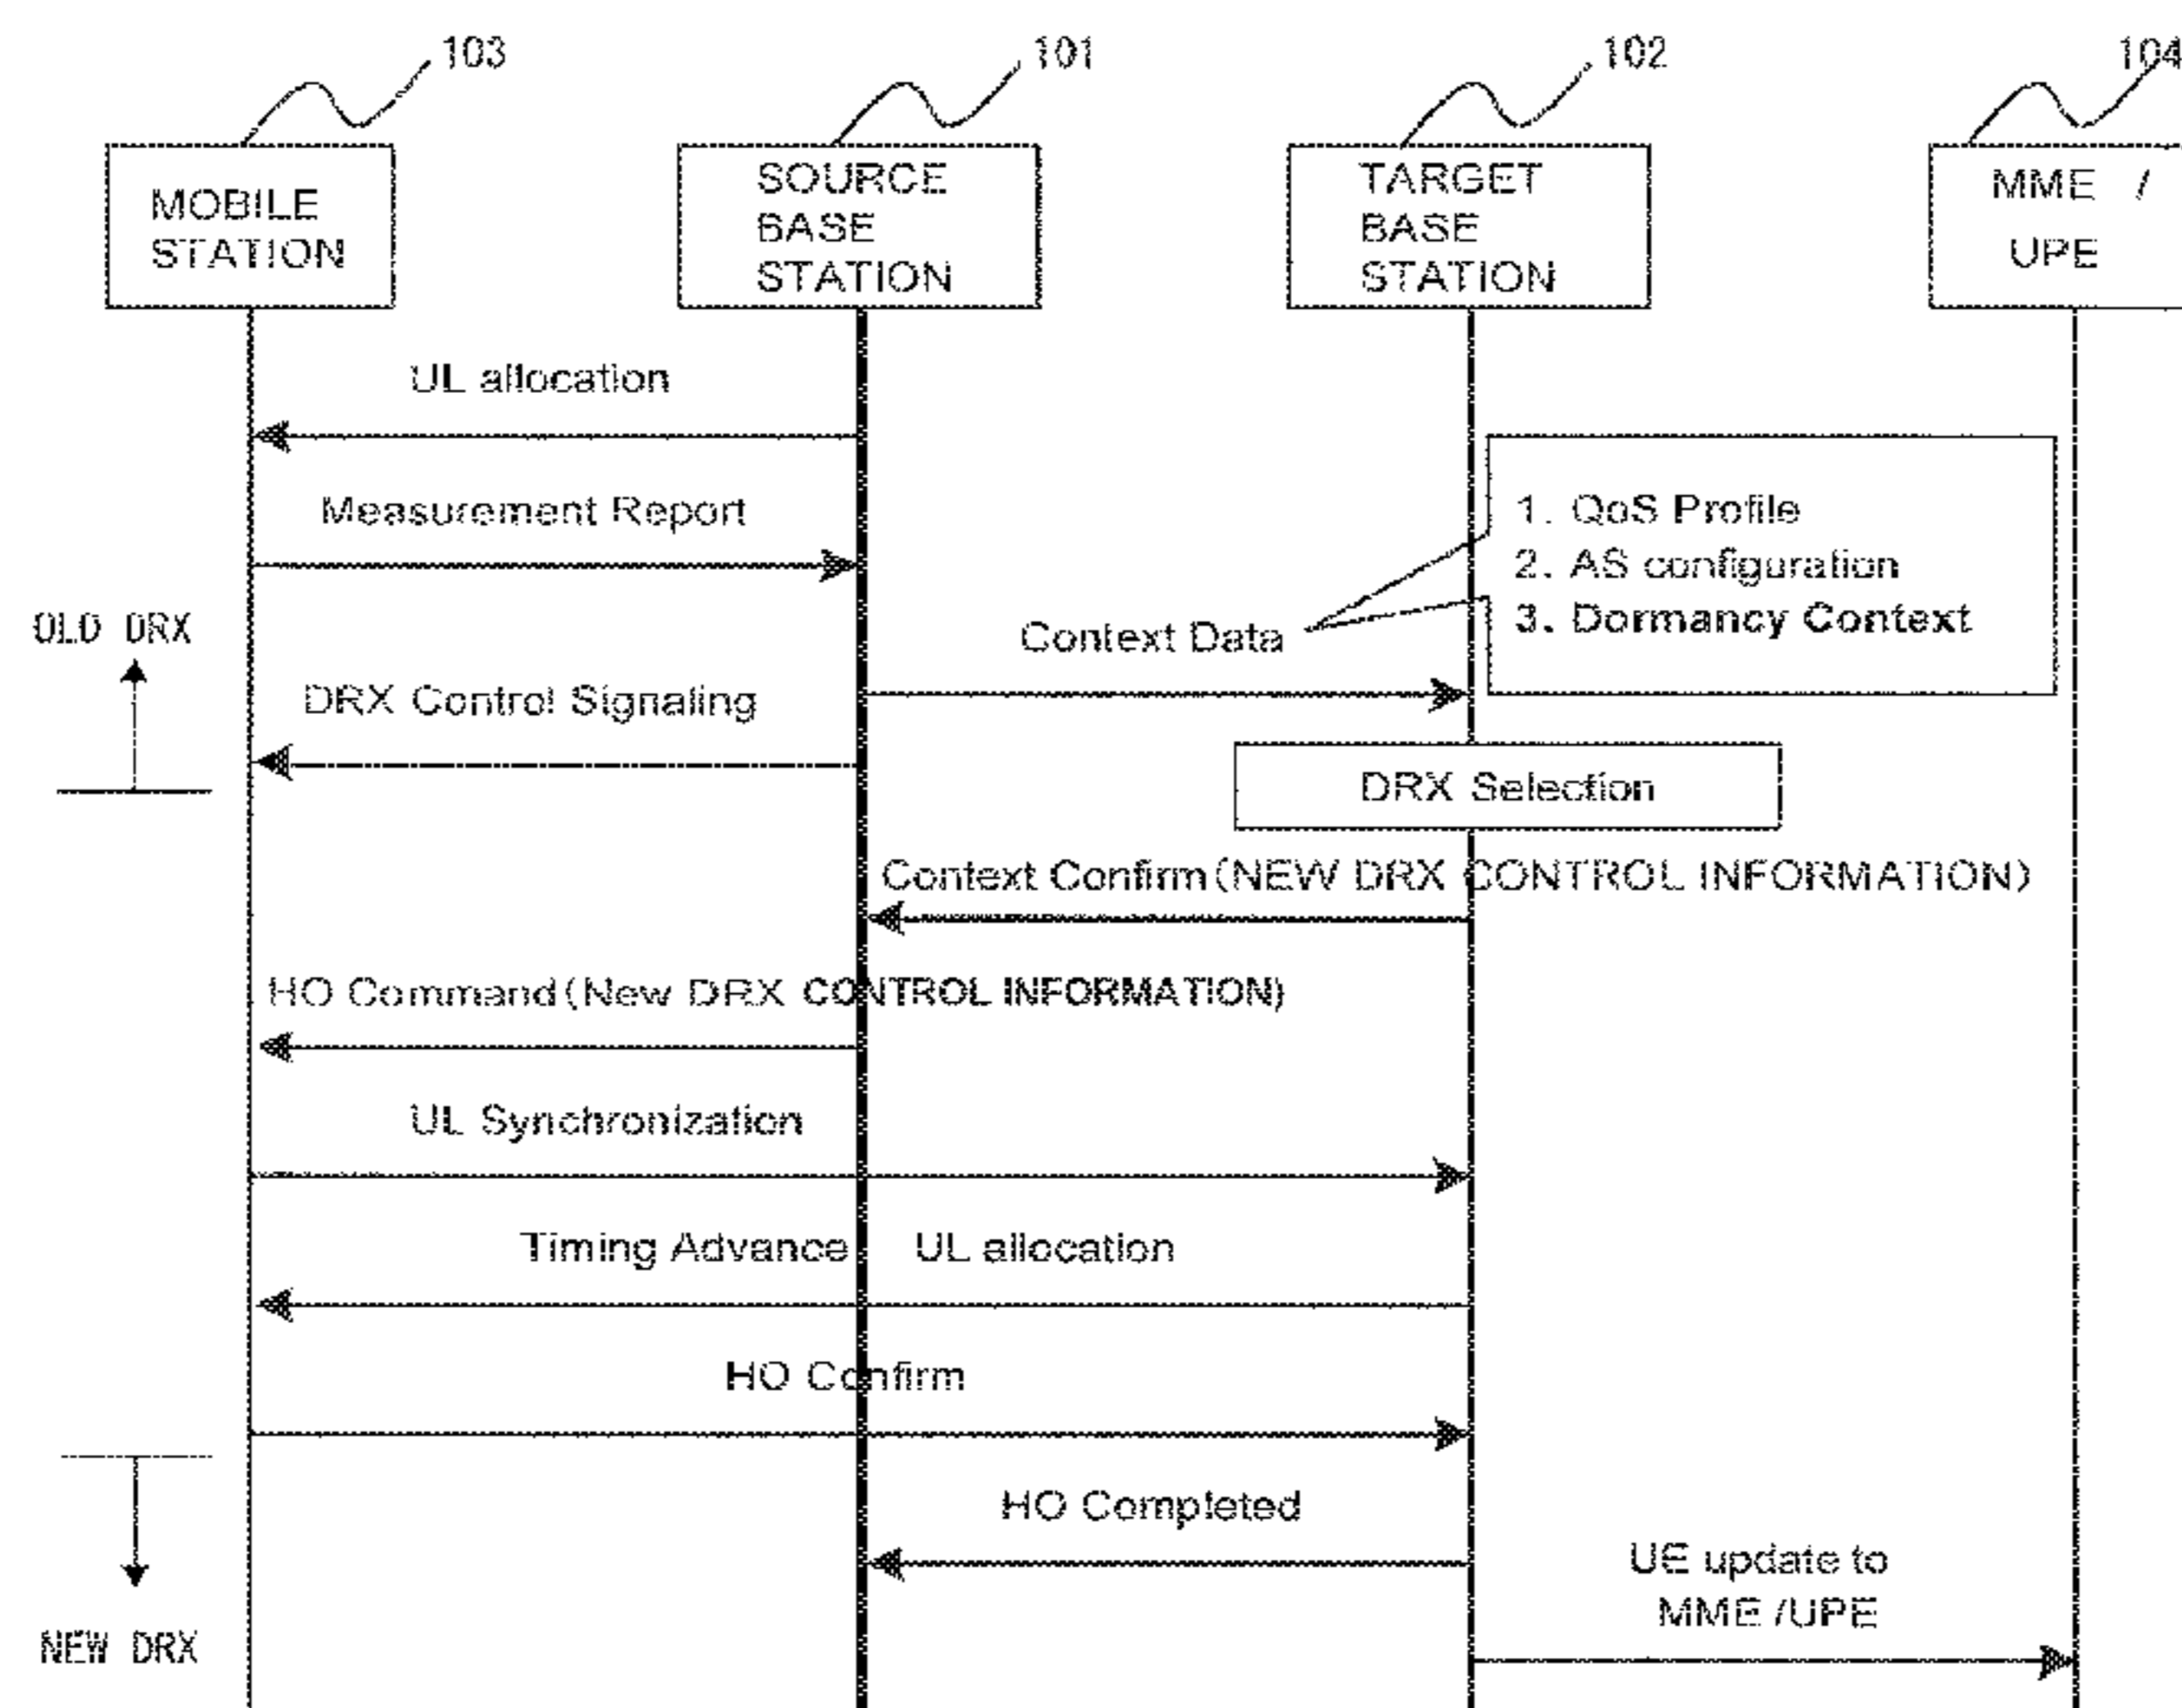 103
101
102
104
MOBILE
STATION
SOURCE
BASE
STATION
TARGET
BASE
STATION
MME /
UPE
UL allocation
Measurement Report
1. QoS Profile
2. AS configuration
3. Dormancy Context
OLD DRX
Context Data
DRX Control Signaling
DRX Selection
Context Confirm(NEW DRX CONTROL INFORMATION)
HO Command(New DRX CONTROL INFORMATION)
UL Synchronization
Timing Advance UL allocation
HO Confirm
HO Completed
UE update to
MME /UPE
NEW DRX